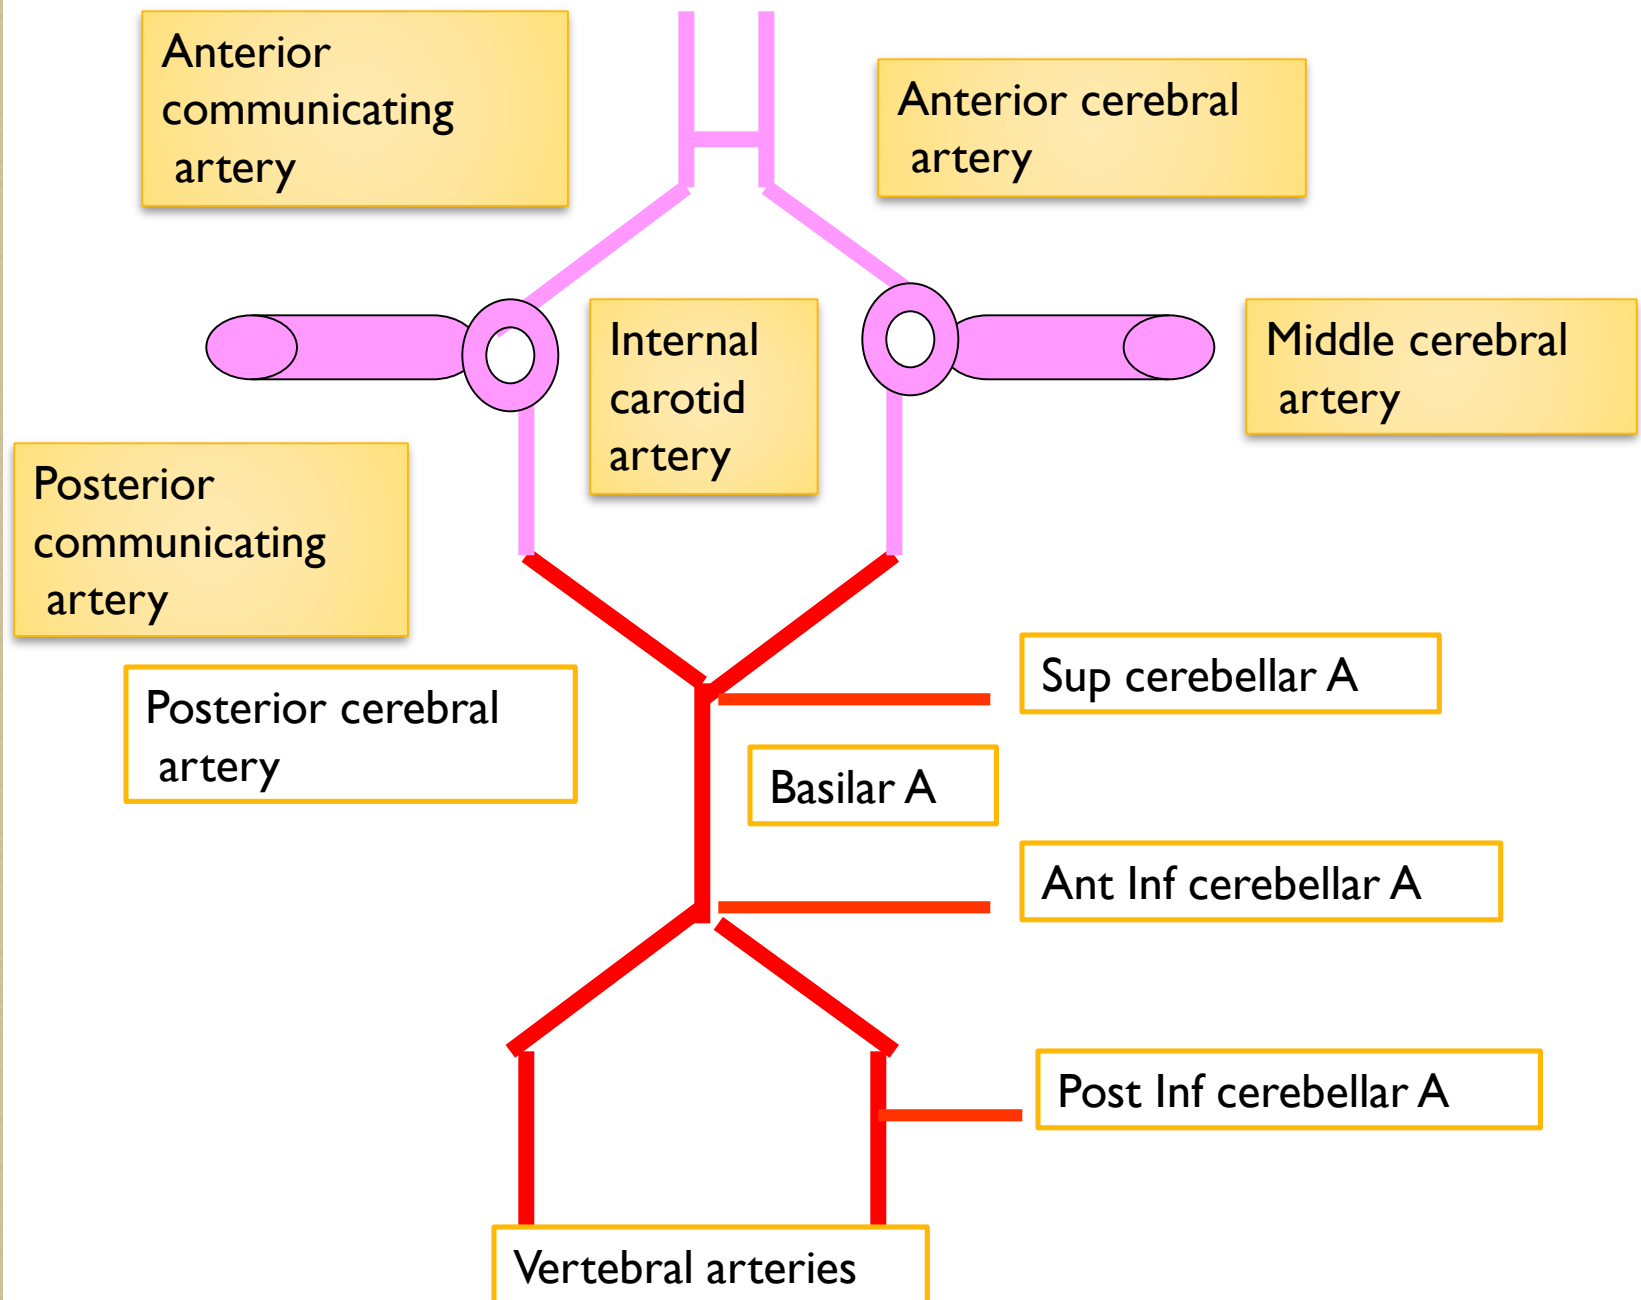 Anterior
communicating
artery
Anterior cerebral
artery
Internal
carotid
artery
Middle cerebral
artery
Posterior
communicating
artery
Sup cerebellar A
Posterior cerebral
artery
Basilar A
Ant Inf cerebellar A
Post Inf cerebellar A
Vertebral arteries